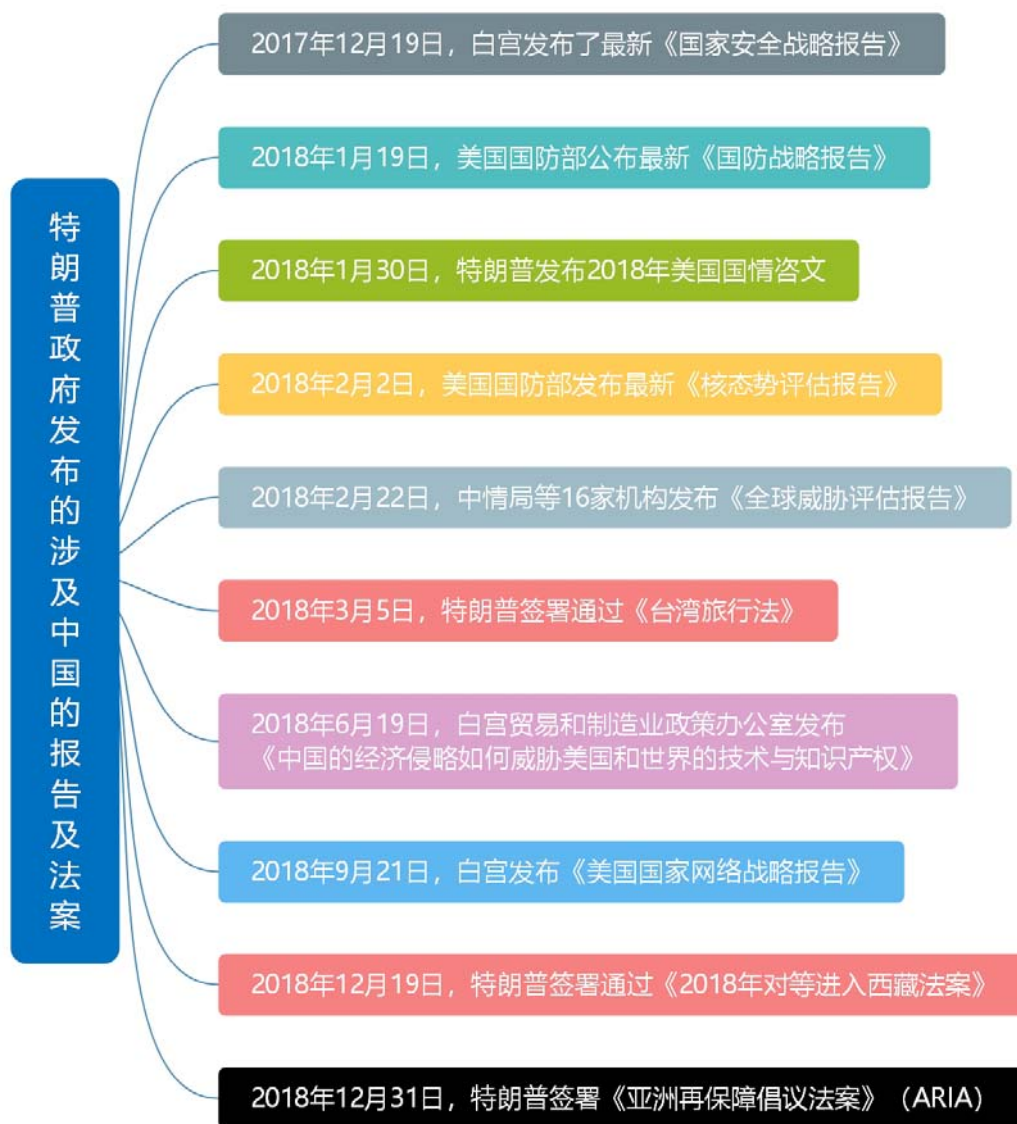 特朗普政府发布的涉及中国的报告及法案
2017年12月19日，白宫发布了最新《国家安全战略报告》
2018年1月19日，美国国防部公布最新《国防战略报告》
2018年1月30日，特朗普发布2018年美国国情咨文
2018年2月2日，美国国防部发布最新《核态势评估报告》
2018年2月22日，中情局等16家机构发布《全球威胁评估报告》
2018年3月5日，特朗普签署通过《台湾旅行法》
2018年6月19日，白宫贸易和制造业政策办公室发布
《中国的经济侵略如何威胁美国和世界的技术与知识产权》
2018年9月21日，白宫发布《美国国家网络战略报告》
2018年12月19日，特朗普签署通过《2018年对等进入西藏法案》
2018年12月31日，特朗普签署《亚洲再保障倡议法案》（ARIA）